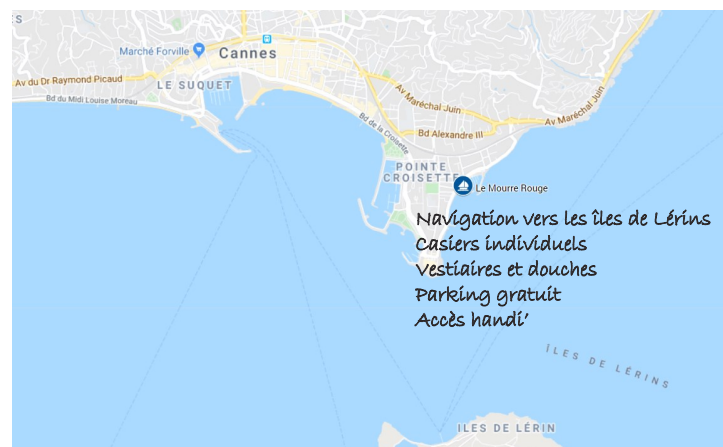 S
Marché Forville
Cannes
Av du Dr Raymond Picaud
LE SUQUET
Bd du Midi Louise Moreau
Av Maréchal Juin
Av Maréchal Juin
Bd de la Croisette
Bd Alexandre III
POINTE
CROISETTE
Le Mourre Rouge
Navigation vers les îles de Lérins
Casiers individuels
Vestiaires et douches
Parking gratuit
Accès handi'
ÎLES DE LÉRINS
ILES DE LÉRIN